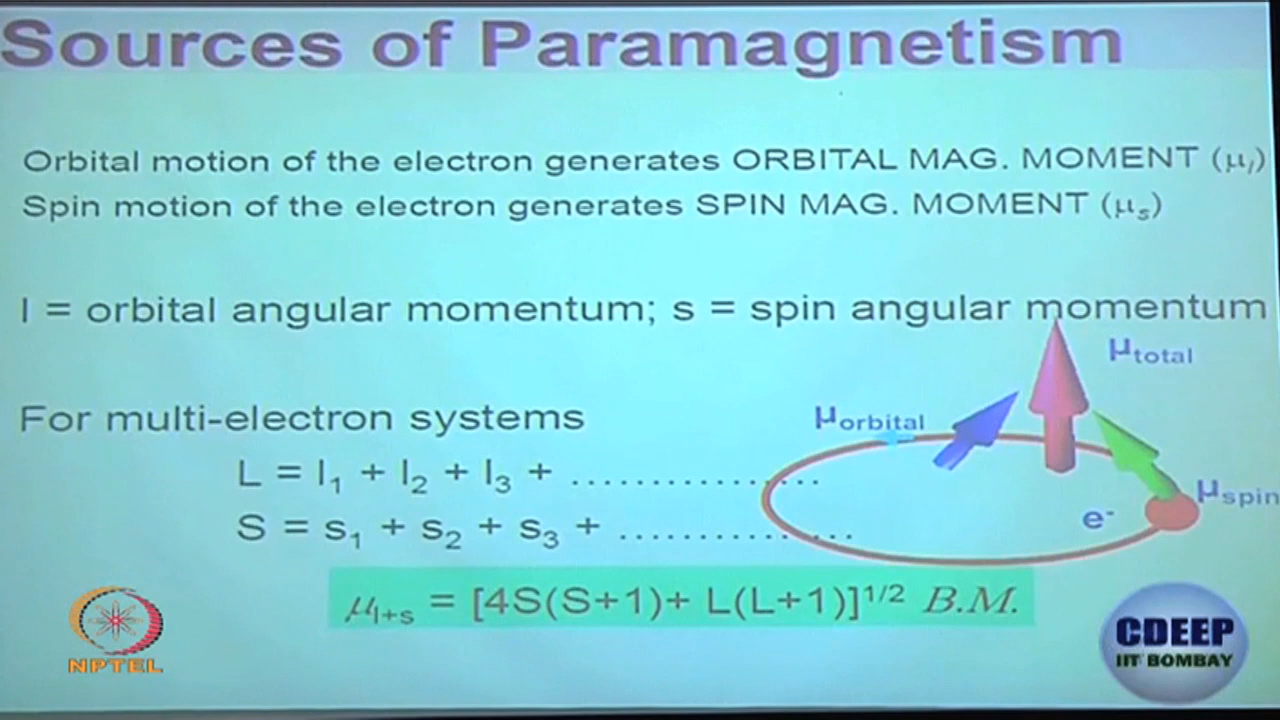 Sources of Paramagnetism
Orbital motion of the electron generates ORBITAL MAG. MOMENT (μₗ)
Spin motion of the electron generates SPIN MAG. MOMENT (μₛ)
l = orbital angular momentum; s = spin angular momentum
μtotal
For multi-electron systems
μorbital
L = l₁ + l₂ + l₃ + ...............
S = s₁ + s₂ + s₃ + ..............
μspin
e⁻
μₗ₊ₛ = [4S(S+1)+ L(L+1)]¹ᐟ² B.M.
NPTEL
CDEEP
IIT BOMBAY